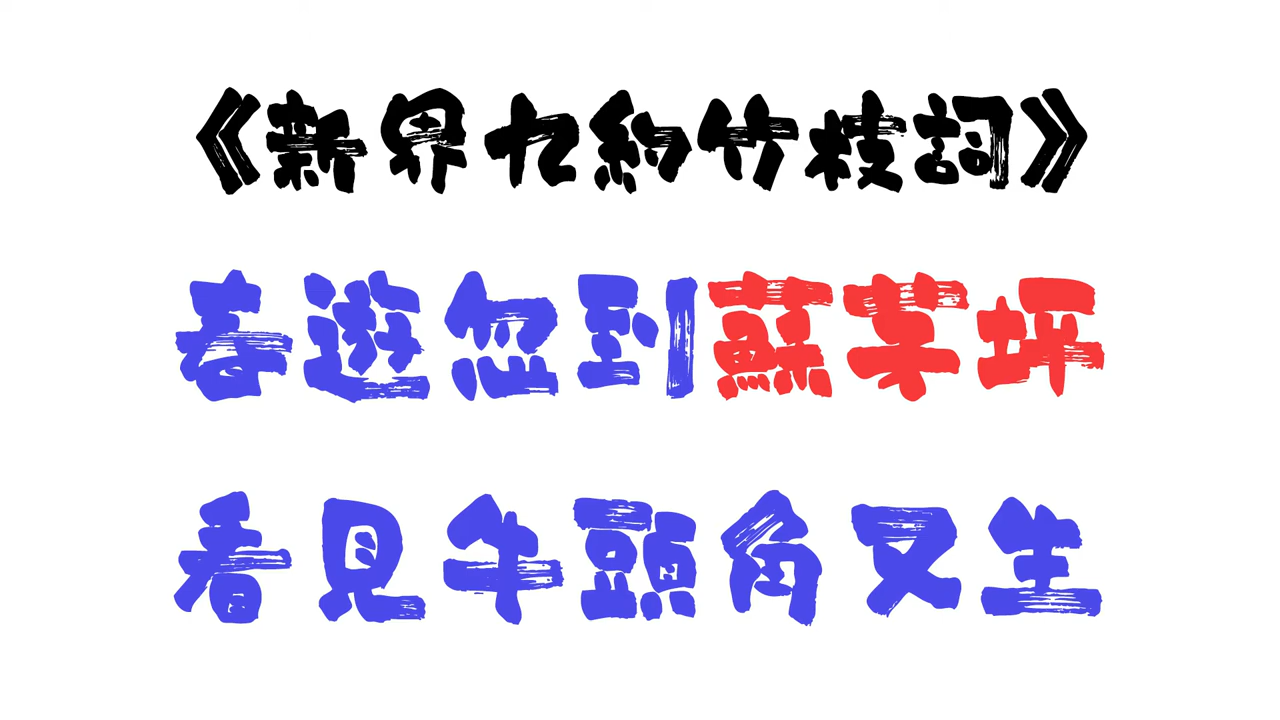 《新界九約竹枝詞》
春遊忽到蘇茅坪
看見牛頭角又生